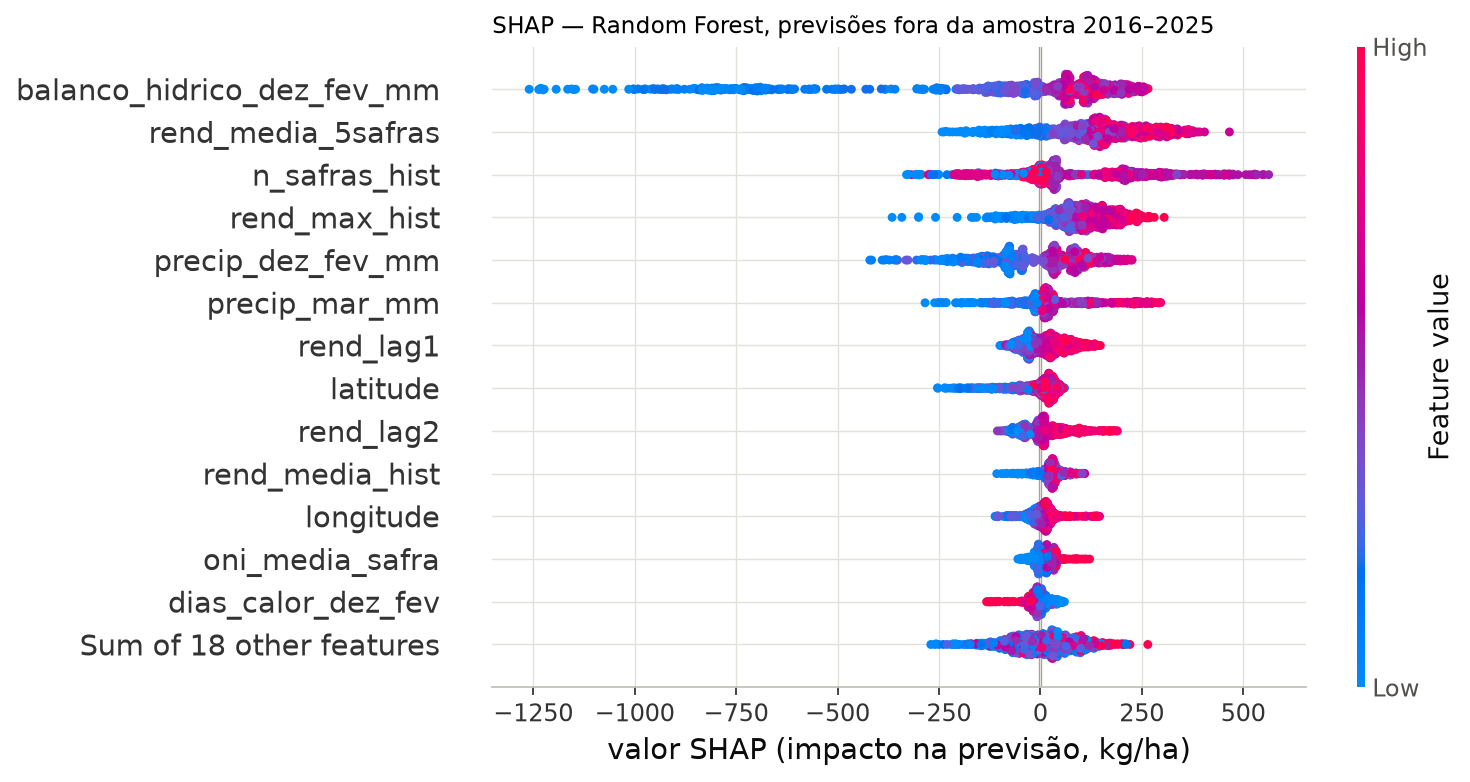 SHAP — Random Forest, previsões fora da amostra 2016–2025
High
balanco_hidrico_dez_fev_mm
rend_media_5safras
n_safras_hist
rend_max_hist
precip_dez_fev_mm
precip_mar_mm
rend_lag1
latitude
rend_lag2
rend_media_hist
longitude
oni_media_safra
dias_calor_dez_fev
Sum of 18 other features
Feature value
Low
−1250 −1000 −750 −500 −250 0 250 500
valor SHAP (impacto na previsão, kg/ha)